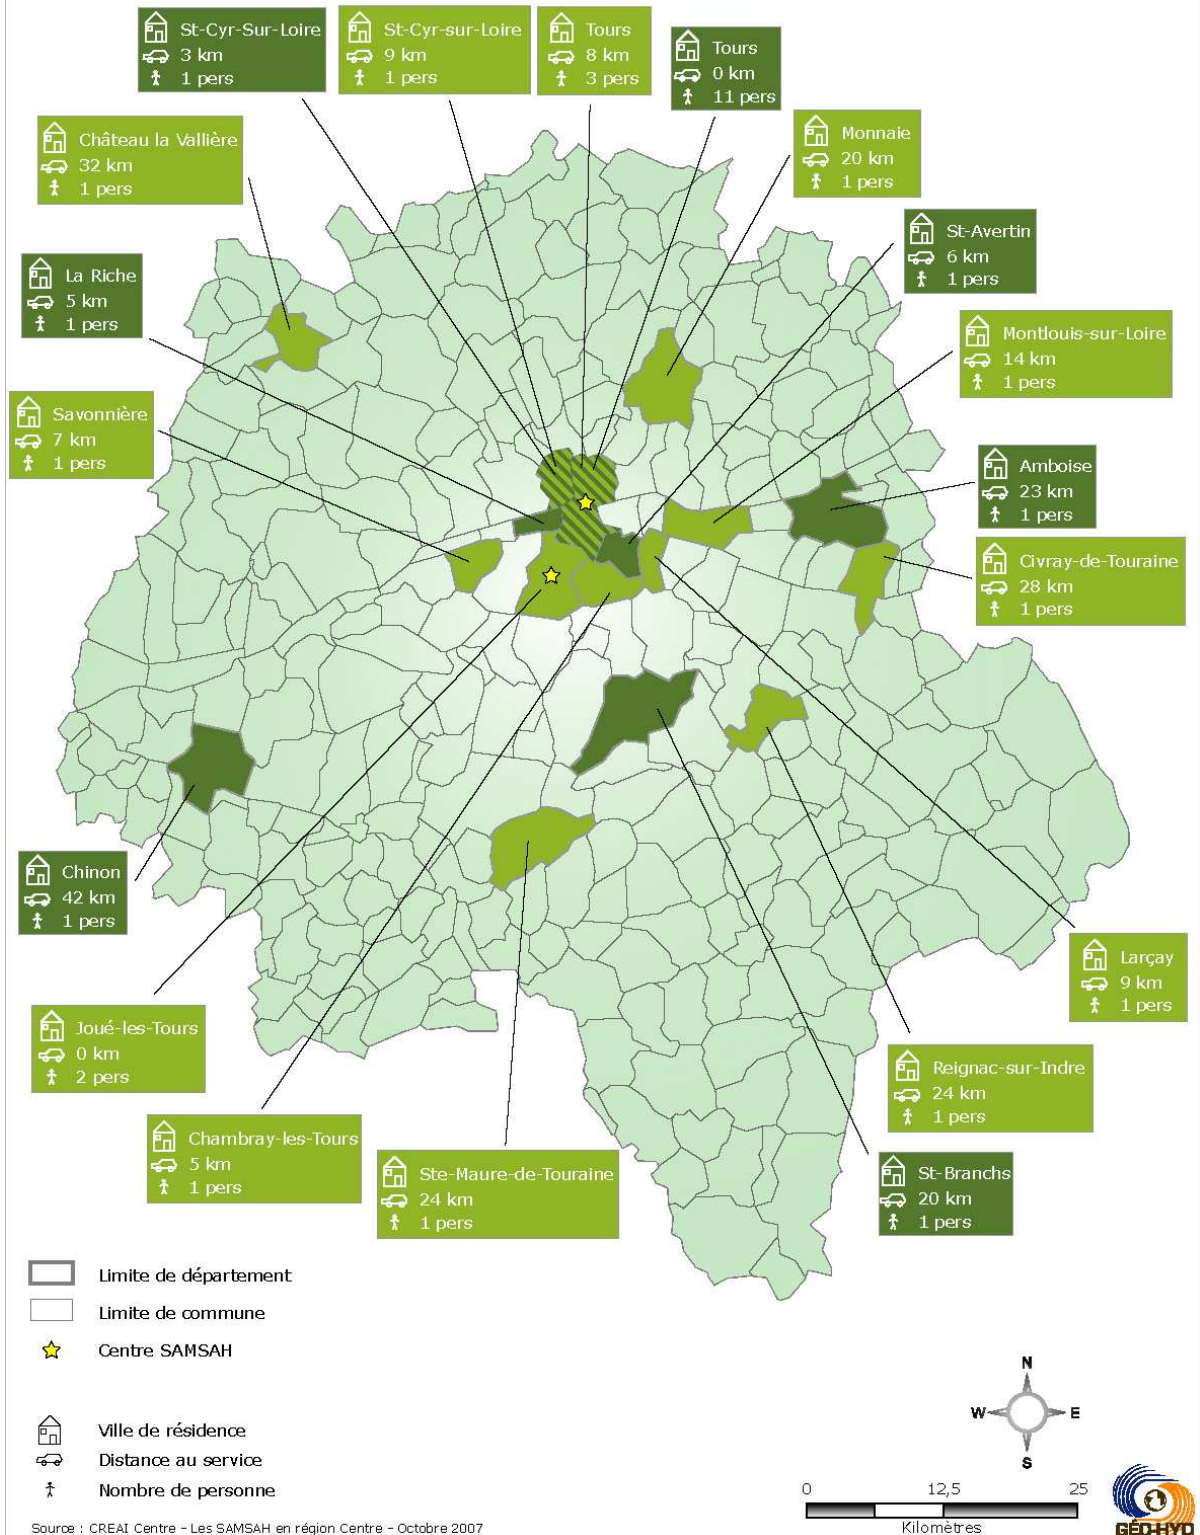 St-Cyr-Sur-Loire
3 km
1 pers
St-Cyr-sur-Loire
9 km
1 pers
Tours
8 km
3 pers
Tours
0 km
11 pers
Château la Vallière
32 km
1 pers
Monnaie
20 km
1 pers
St-Avertin
6 km
1 pers
La Riche
5 km
1 pers
Montlouis-sur-Loire
14 km
1 pers
Savonnière
7 km
1 pers
Amboise
23 km
1 pers
Civray-de-Touraine
28 km
1 pers
Chinon
42 km
1 pers
Larçay
9 km
1 pers
Joué-les-Tours
0 km
2 pers
Reignac-sur-Indre
24 km
1 pers
Chambray-les-Tours
5 km
1 pers
Ste-Maure-de-Touraine
24 km
1 pers
St-Branchs
20 km
1 pers
Limite de département
Limite de commune
Centre SAMSAH
Ville de résidence
Distance au service
Nombre de personne
N
W E
S
0 12,5 25
Kilomètres
GÉO-HYD
Source : CREAI Centre - Les SAMSAH en région Centre - Octobre 2007